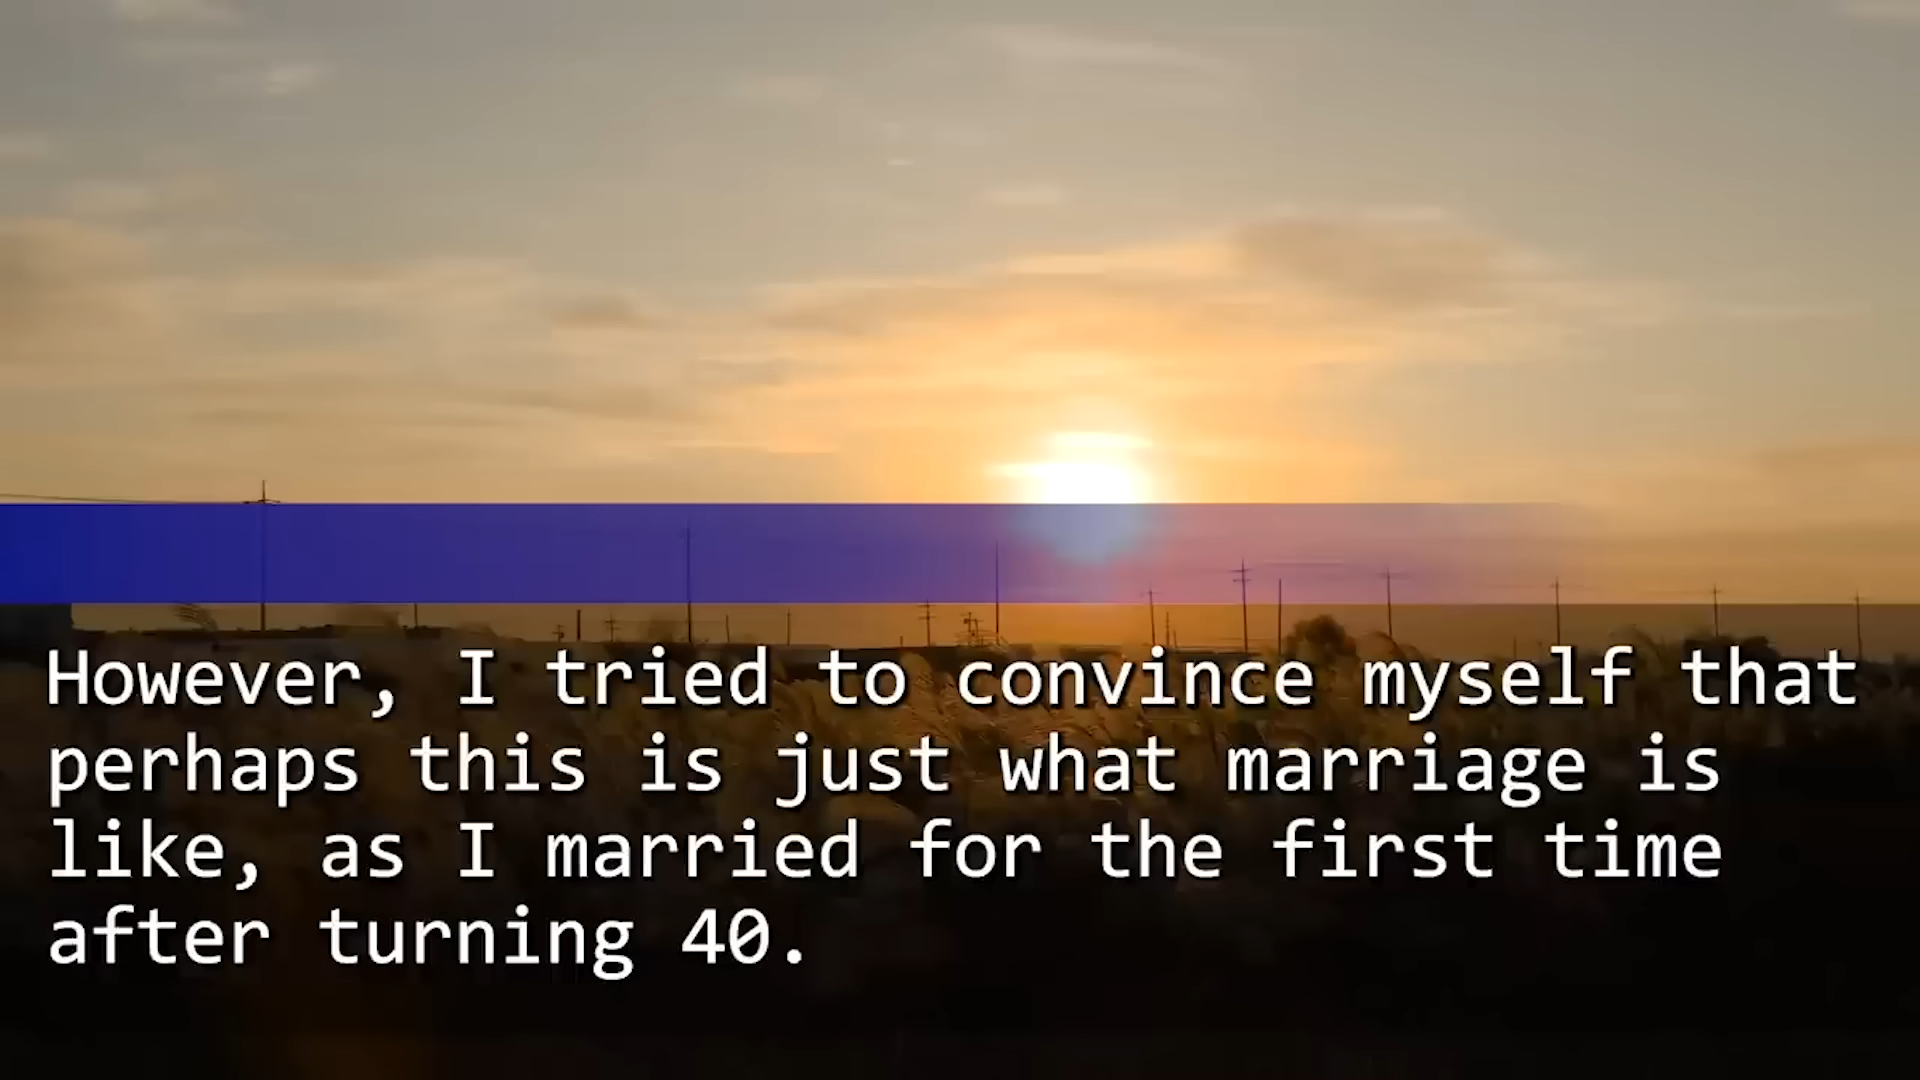 However, I tried to convince myself that
perhaps this is just what marriage is
like, as I married for the first time
after turning 40.